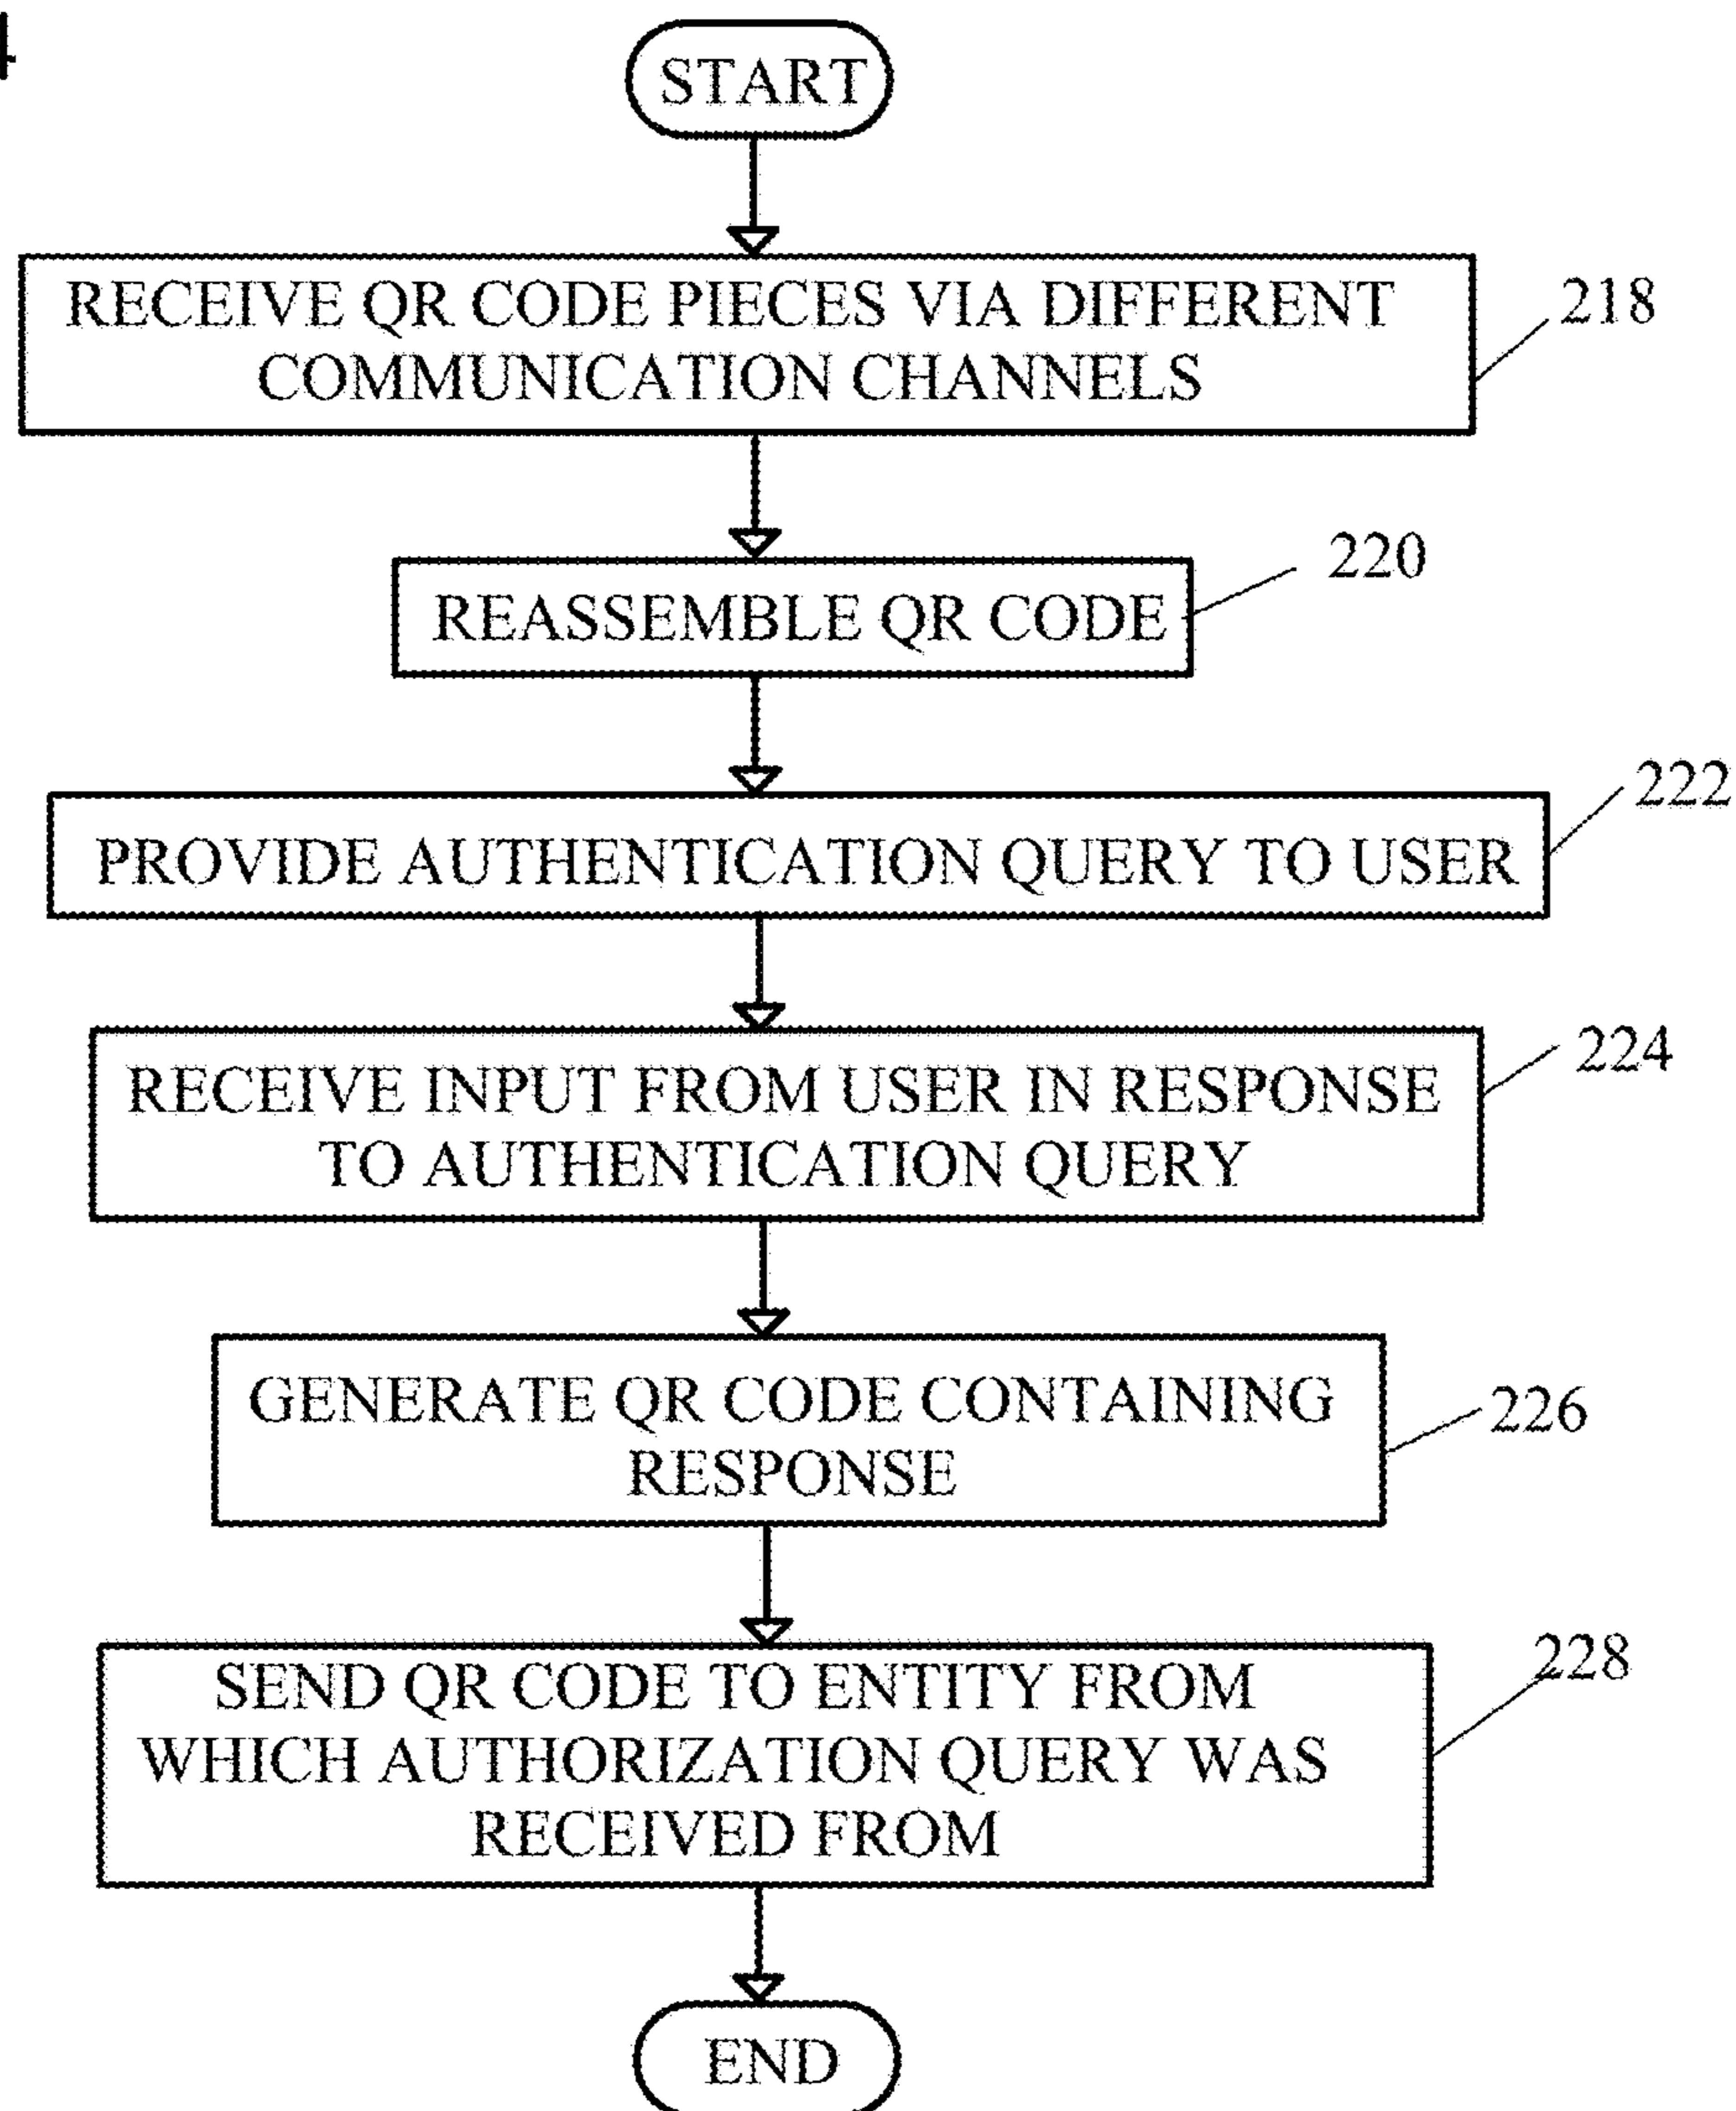 4
START
RECEIVE QR CODE PIECES VIA DIFFERENT
COMMUNICATION CHANNELS
218
REASSEMBLE QR CODE
220
PROVIDE AUTHENTICATION QUERY TO USER
222
RECEIVE INPUT FROM USER IN RESPONSE
TO AUTHENTICATION QUERY
224
GENERATE QR CODE CONTAINING
RESPONSE
226
SEND QR CODE TO ENTITY FROM
WHICH AUTHORIZATION QUERY WAS
RECEIVED FROM
228
END